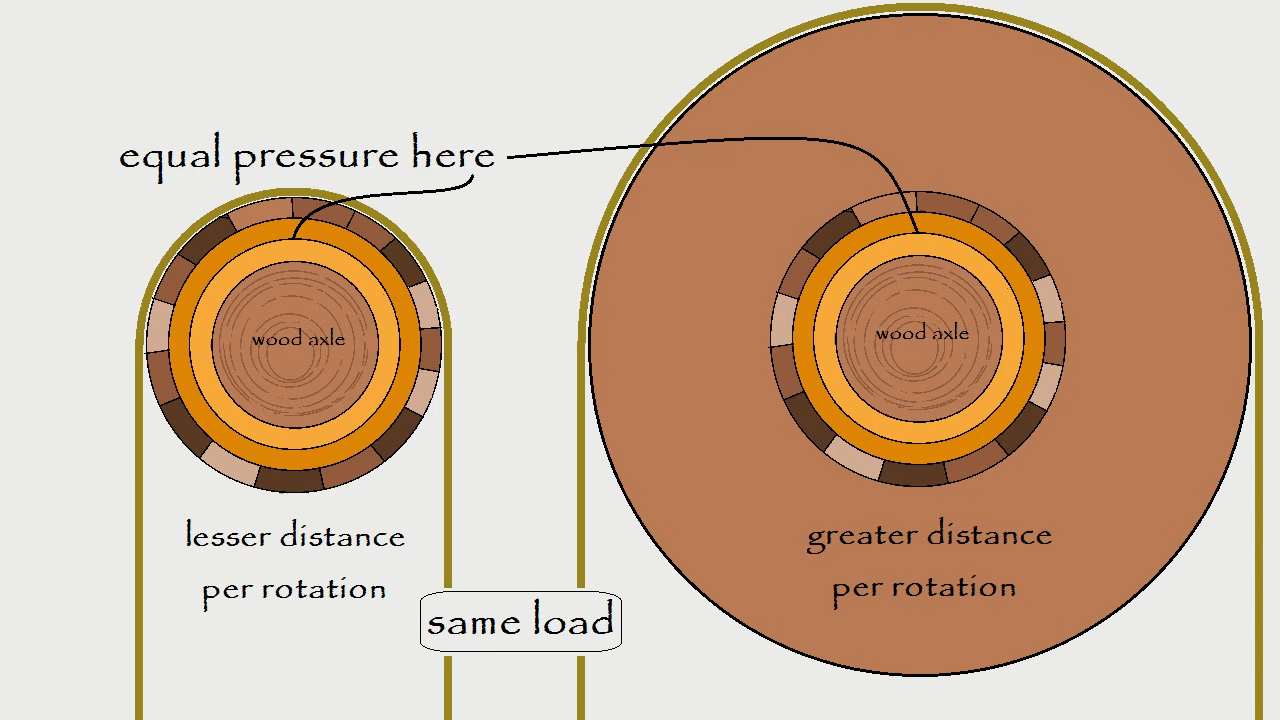 equal pressure here
wood axle
wood axle
lesser distance
per rotation
greater distance
per rotation
same load